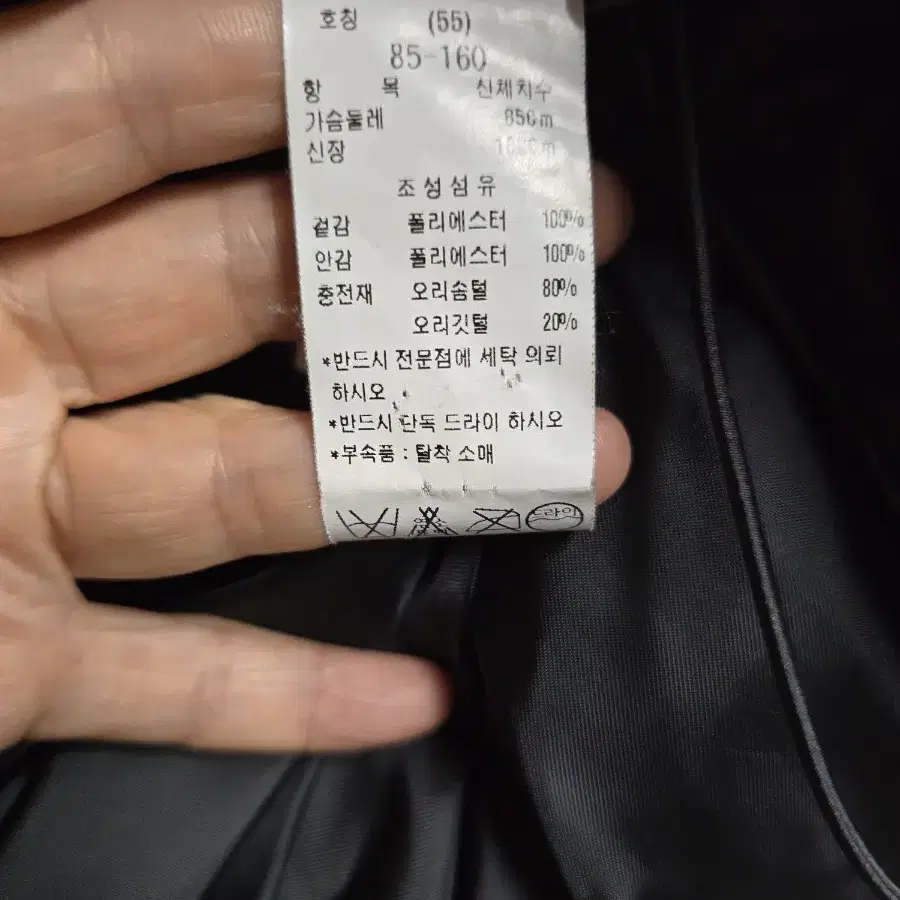 호칭 (55)
85-160
항 목 신체치수
가슴둘레 85cm
신장
조성섬유
겉감 폴리에스터 100%
안감 폴리에스터 100%
충전재 오리솜털 80%
오리깃털 20%
*반드시 전문점에 세탁 의뢰
하시오
*반드시 단독 드라이 하시오
*부속품 : 탈착 소매
드라이